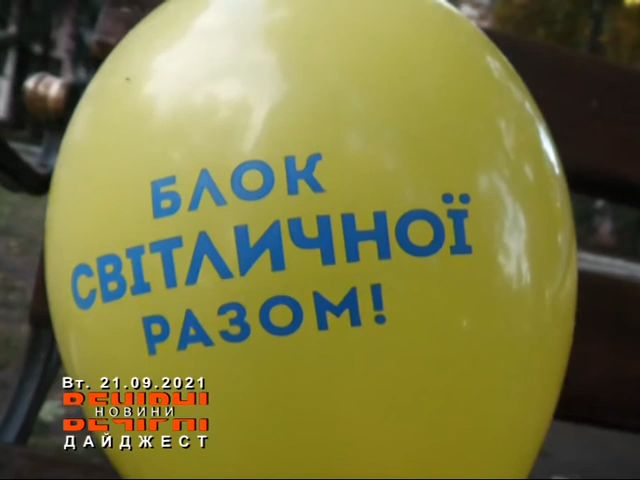 БЛОК
СВІТЛИЧНОЇ
РАЗОМ!
Вт. 21.09.2021
ВЕЧІРНІ
НОВИНИ
ДАЙДЖЕСТ